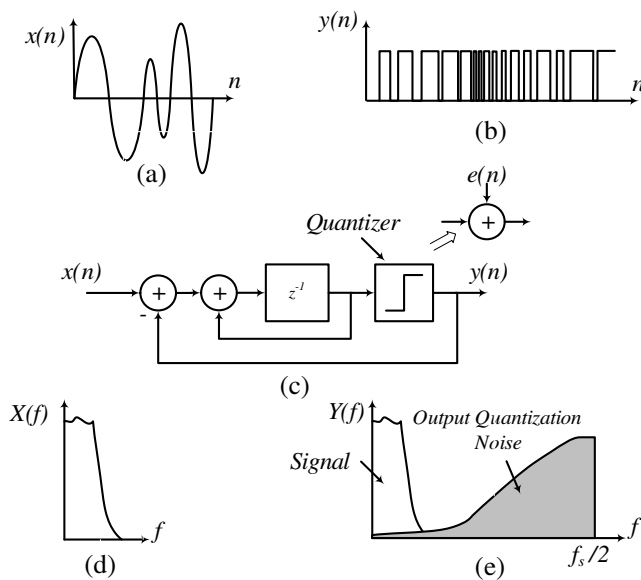 x(n)
n
(a)
y(n)
n
(b)
e(n)
+
Quantizer
x(n)
+
-
+
z-1
y(n)
(c)
X(f)
f
(d)
Y(f)
Output Quantization
Noise
Signal
f
fs/2
(e)